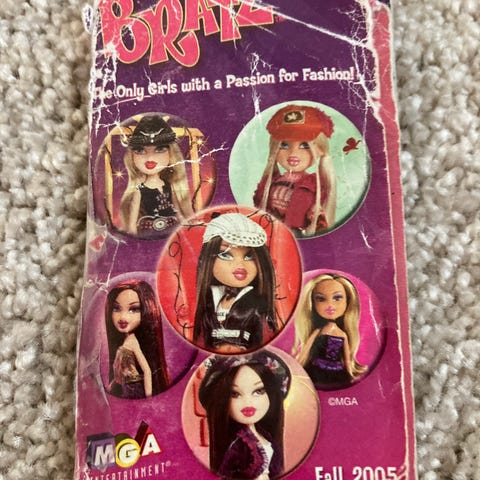 BRATZ
The Only Girls with a Passion for Fashion!
©MGA
MGA
ENTERTAINMENT®
Fall 2005